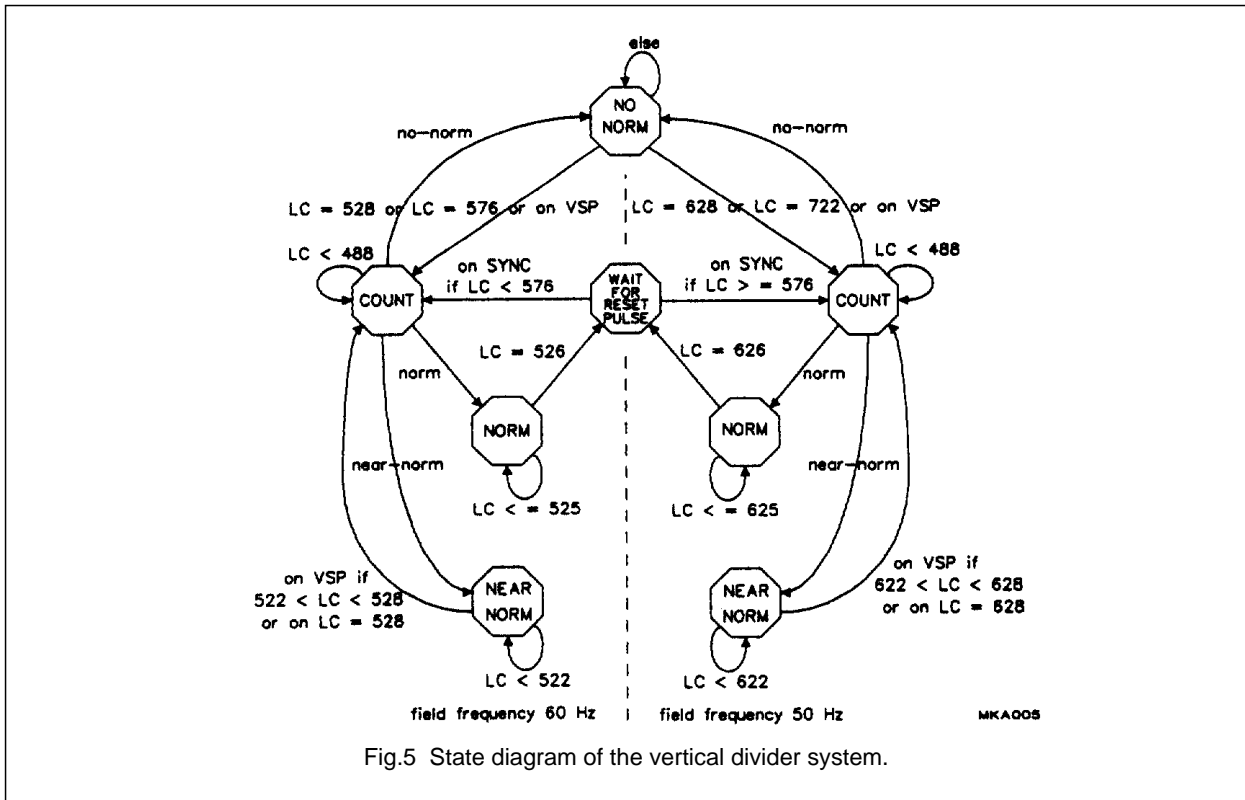 else
NO
NORM
no-norm
no-norm
LC = 528 or LC = 576 or on VSP
LC = 628 or LC = 722 or on VSP
LC < 488
LC < 488
on SYNC
if LC < 576
on SYNC
if LC > = 576
COUNT
WAIT
FOR
RESET
PULSE
COUNT
LC = 526
LC = 626
norm
norm
NORM
NORM
near-norm
near-norm
LC < = 525
LC < = 625
on VSP if
522 < LC < 528
or on LC = 528
NEAR
NORM
NEAR
NORM
on VSP if
622 < LC < 628
or on LC = 628
LC < 522
LC < 622
field frequency 60 Hz
field frequency 50 Hz
MKA005
Fig.5 State diagram of the vertical divider system.